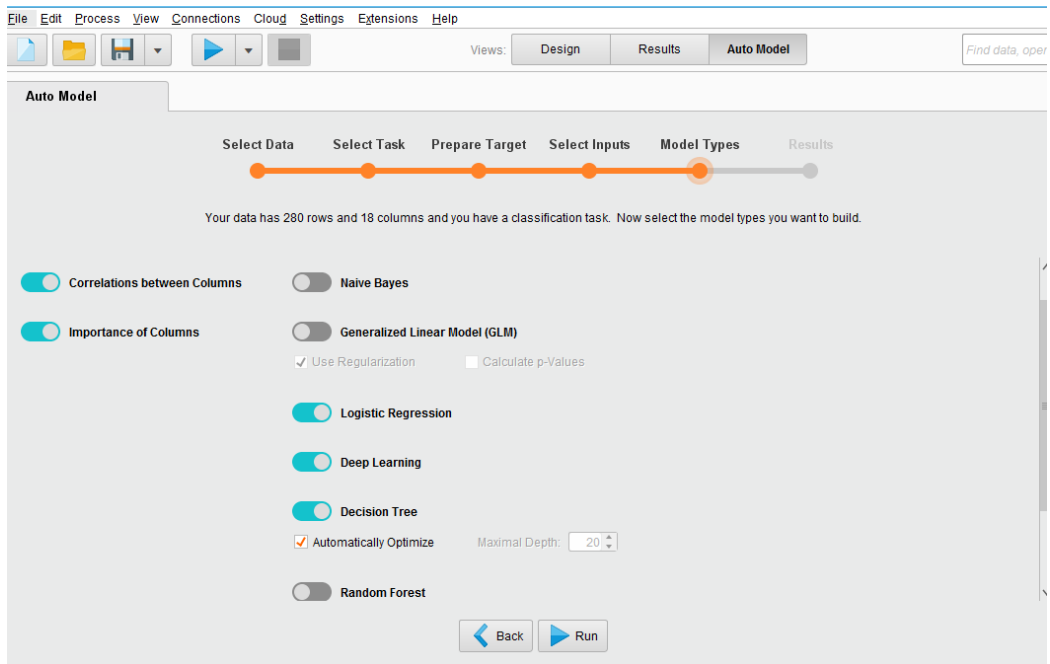 File Edit Process View Connections Cloud Settings Extensions Help
Views: Design Results Auto Model Find data, oper
Auto Model
Select Data Select Task Prepare Target Select Inputs Model Types Results
Your data has 280 rows and 18 columns and you have a classification task. Now select the model types you want to build.
Correlations between Columns Naive Bayes
Importance of Columns Generalized Linear Model (GLM)
Use Regularization Calculate p-Values
Logistic Regression
Deep Learning
Decision Tree
Automatically Optimize Maximal Depth: 20
Random Forest
Back Run